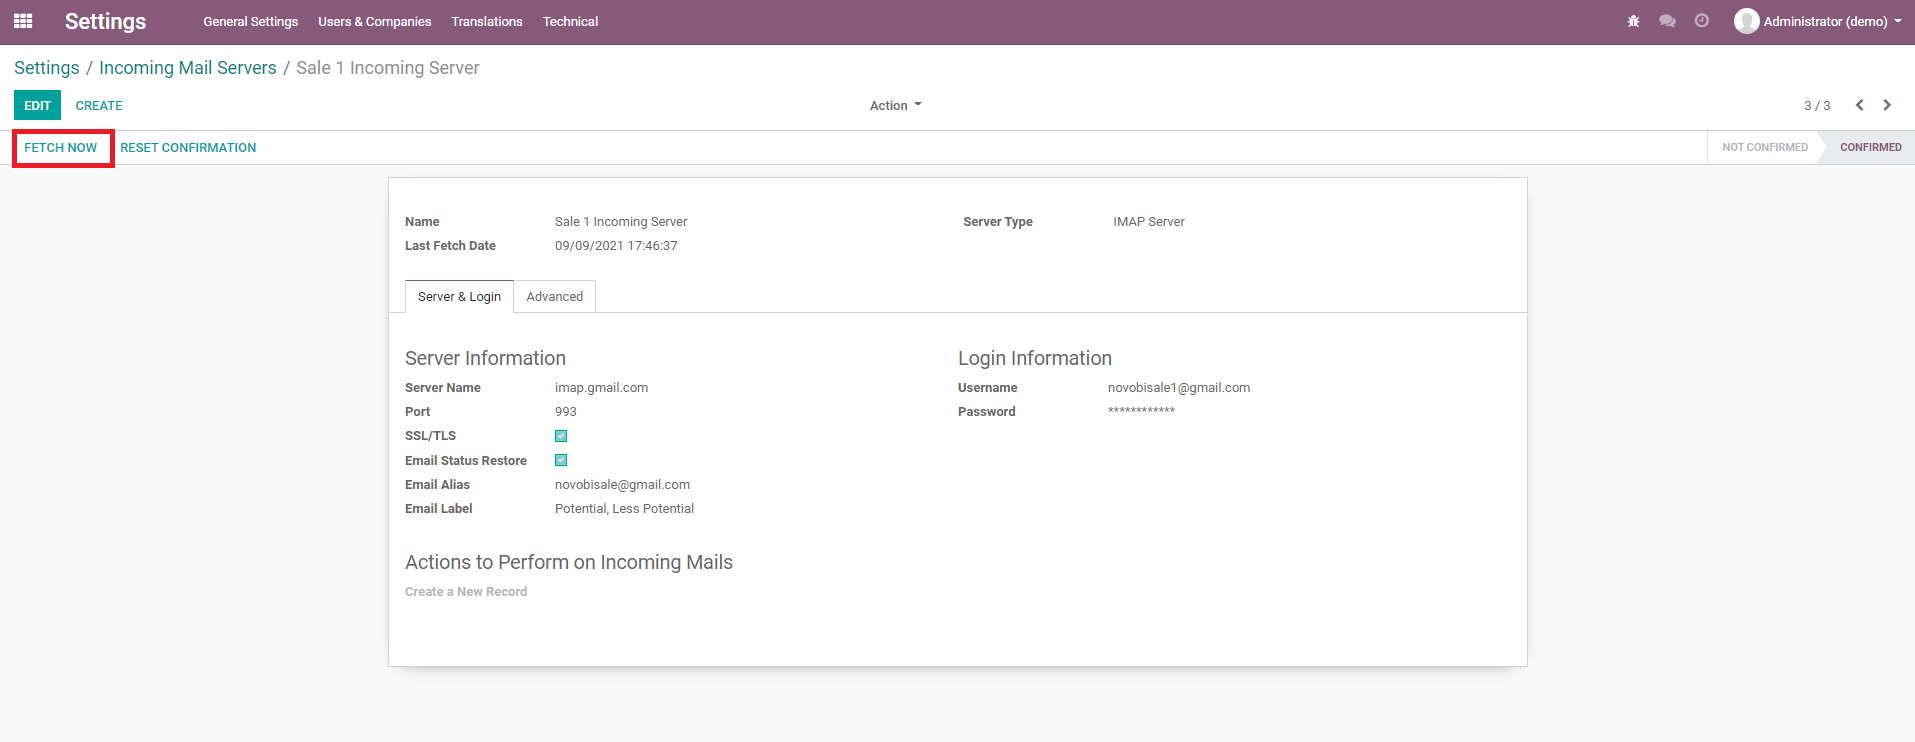 Settings General Settings Users & Companies Translations Technical Administrator (demo)
Settings / Incoming Mail Servers / Sale 1 Incoming Server
EDIT CREATE Action 3 / 3
FETCH NOW RESET CONFIRMATION NOT CONFIRMED CONFIRMED
Name Sale 1 Incoming Server Server Type IMAP Server
Last Fetch Date 09/09/2021 17:46:37
Server & Login Advanced
Server Information Login Information
Server Name imap.gmail.com Username novobisale1@gmail.com
Port 993 Password ************
SSL/TLS
Email Status Restore
Email Alias novobisale@gmail.com
Email Label Potential, Less Potential
Actions to Perform on Incoming Mails
Create a New Record